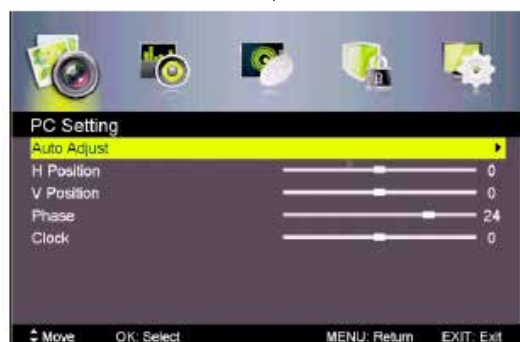 PC Setting
Auto Adjust
H Position 0
V Position 0
Phase 24
Clock 0
Move OK: Select MENU: Return EXIT: Exit